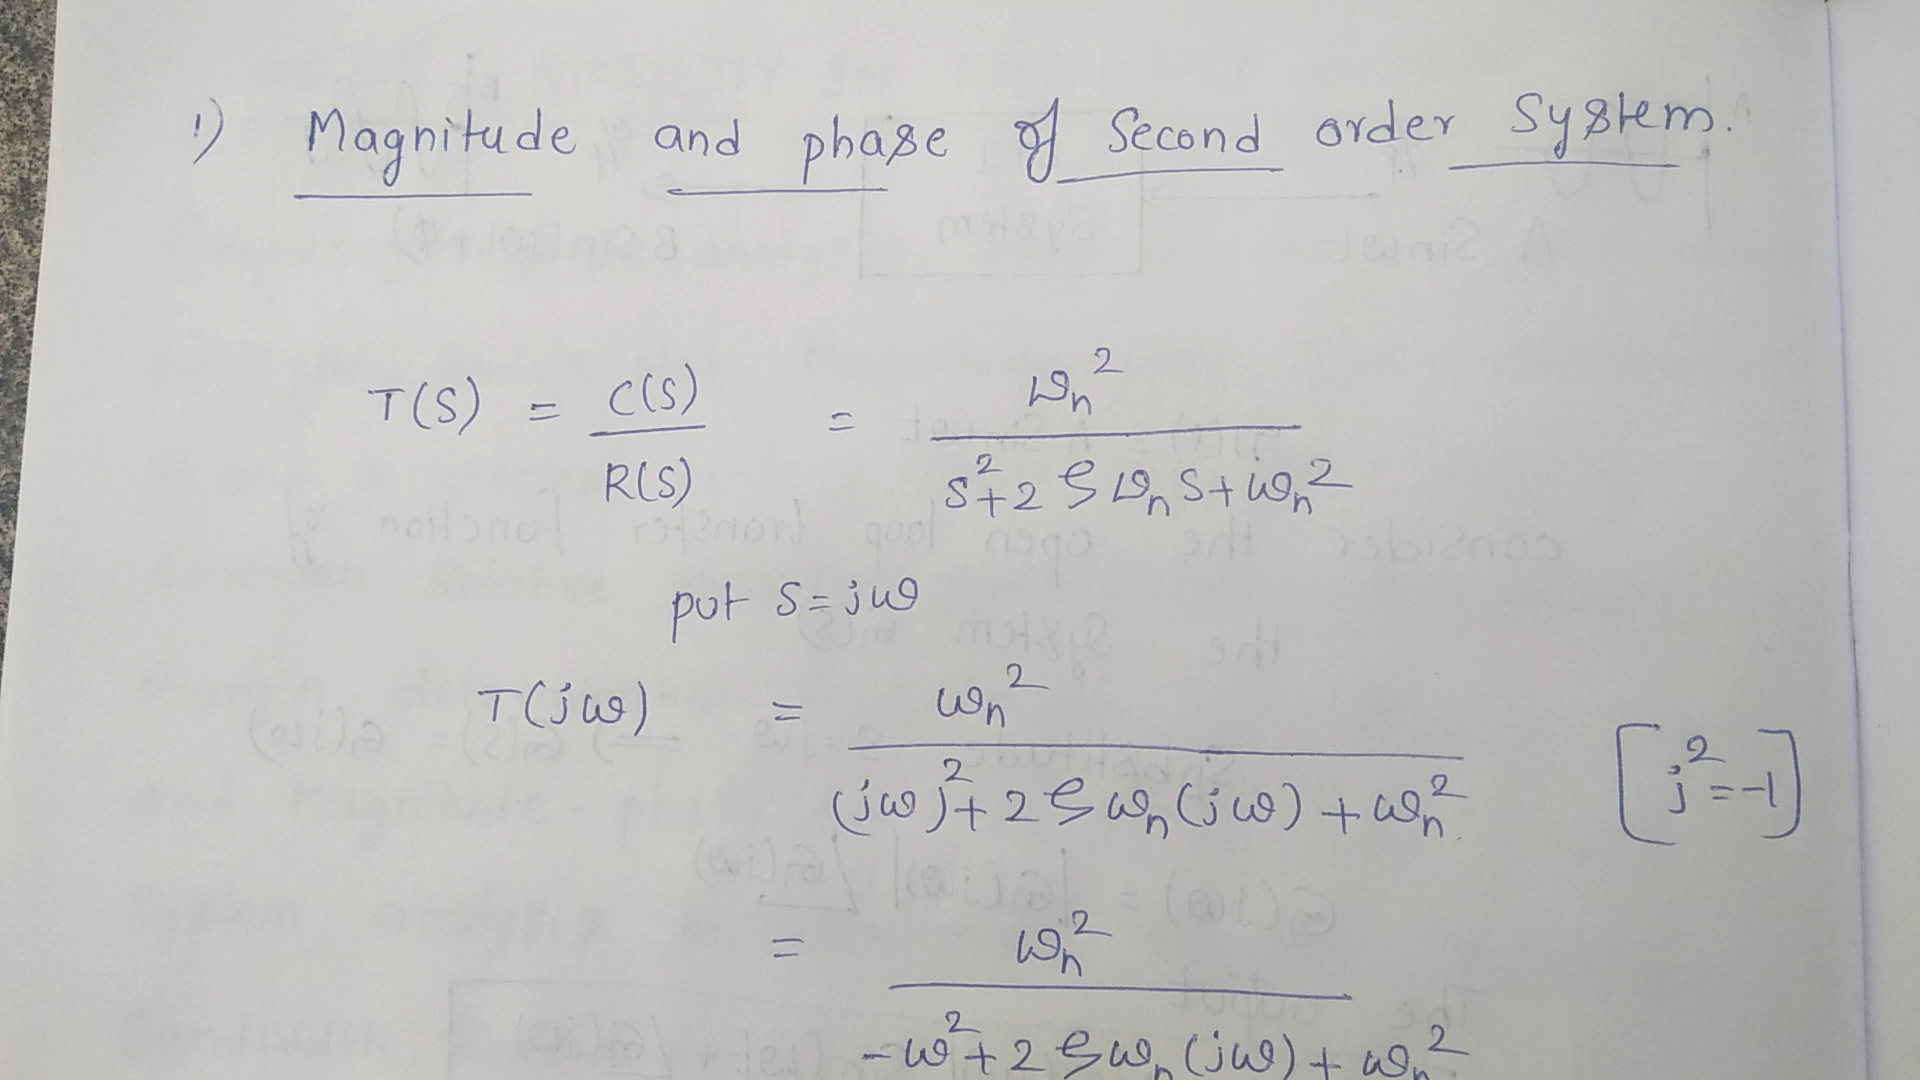 1) Magnitude and phase of Second order System.
T(S) = C(S) / R(S) = ωn² / S²+2ξωnS+ωn²
put S=jω
T(jω) = ωn² / (jω)²+2ξωn(jω)+ωn² [j²=-1]
= ωn² / -ω²+2ξωn(jω)+ωn²